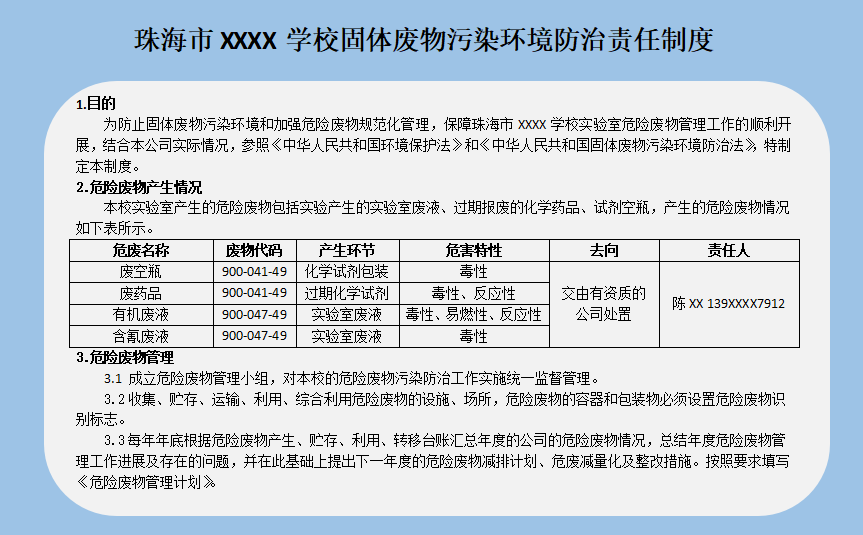 珠海市 XXXX 学校固体废物污染环境防治责任制度
1.目的
为防止固体废物污染环境和加强危险废物规范化管理，保障珠海市 XXXX 学校实验室危险废物管理工作的顺利开
展，结合本公司实际情况，参照《中华人民共和国环境保护法》和《中华人民共和国固体废物污染环境防治法》，特制
定本制度。
2.危险废物产生情况
本校实验室产生的危险废物包括实验产生的实验室废液、过期报废的化学药品、试剂空瓶，产生的危险废物情况
如下表所示。
危废名称 废物代码 产生环节 危害特性 去向 责任人
废空瓶 900-041-49 化学试剂包装 毒性
废药品 900-041-49 过期化学试剂 毒性、反应性
有机废液 900-047-49 实验室废液 毒性、易燃性、反应性
含氰废液 900-047-49 实验室废液 毒性
交由有资质的
公司处置
陈 XX 139XXXX7912
3.危险废物管理
3.1 成立危险废物管理小组，对本校的危险废物污染防治工作实施统一监督管理。
3.2 收集、贮存、运输、利用、综合利用危险废物的设施、场所，危险废物的容器和包装物必须设置危险废物识
别标志。
3.3 每年年底根据危险废物产生、贮存、利用、转移台账汇总年度的公司的危险废物情况，总结年度危险废物管
理工作进展及存在的问题，并在此基础上提出下一年度的危险废物减排计划、危废减量化及整改措施。按照要求填写
《危险废物管理计划》。